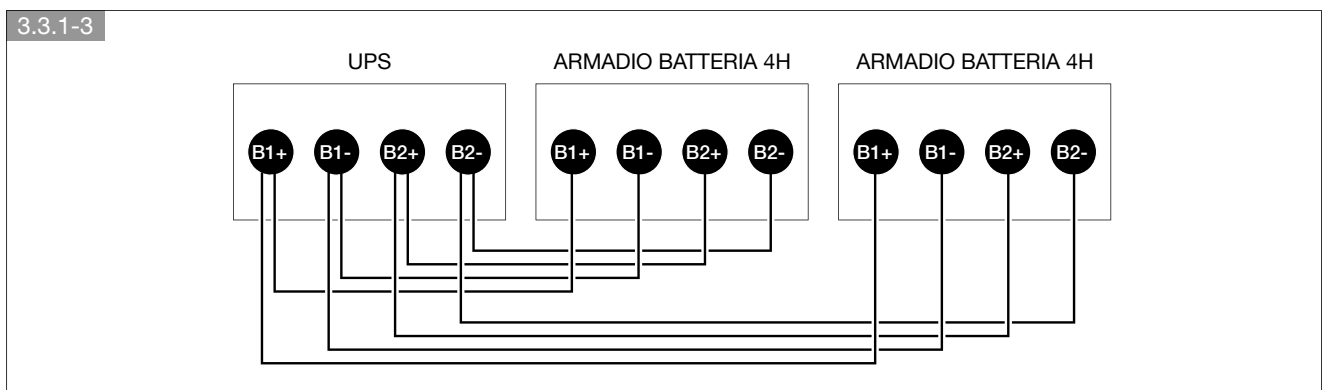 3.3.1-3
UPS
ARMADIO BATTERIA 4H
ARMADIO BATTERIA 4H
B1+ B1- B2+ B2-
B1+ B1- B2+ B2-
B1+ B1- B2+ B2-